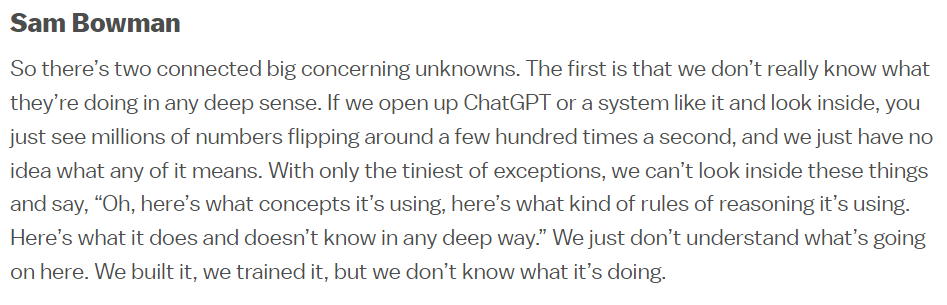 Sam Bowman
So there’s two connected big concerning unknowns. The first is that we don’t really know what
they’re doing in any deep sense. If we open up ChatGPT or a system like it and look inside, you
just see millions of numbers flipping around a few hundred times a second, and we just have no
idea what any of it means. With only the tiniest of exceptions, we can’t look inside these things
and say, “Oh, here’s what concepts it’s using, here’s what kind of rules of reasoning it’s using.
Here’s what it does and doesn’t know in any deep way.” We just don’t understand what’s going
on here. We built it, we trained it, but we don’t know what it’s doing.